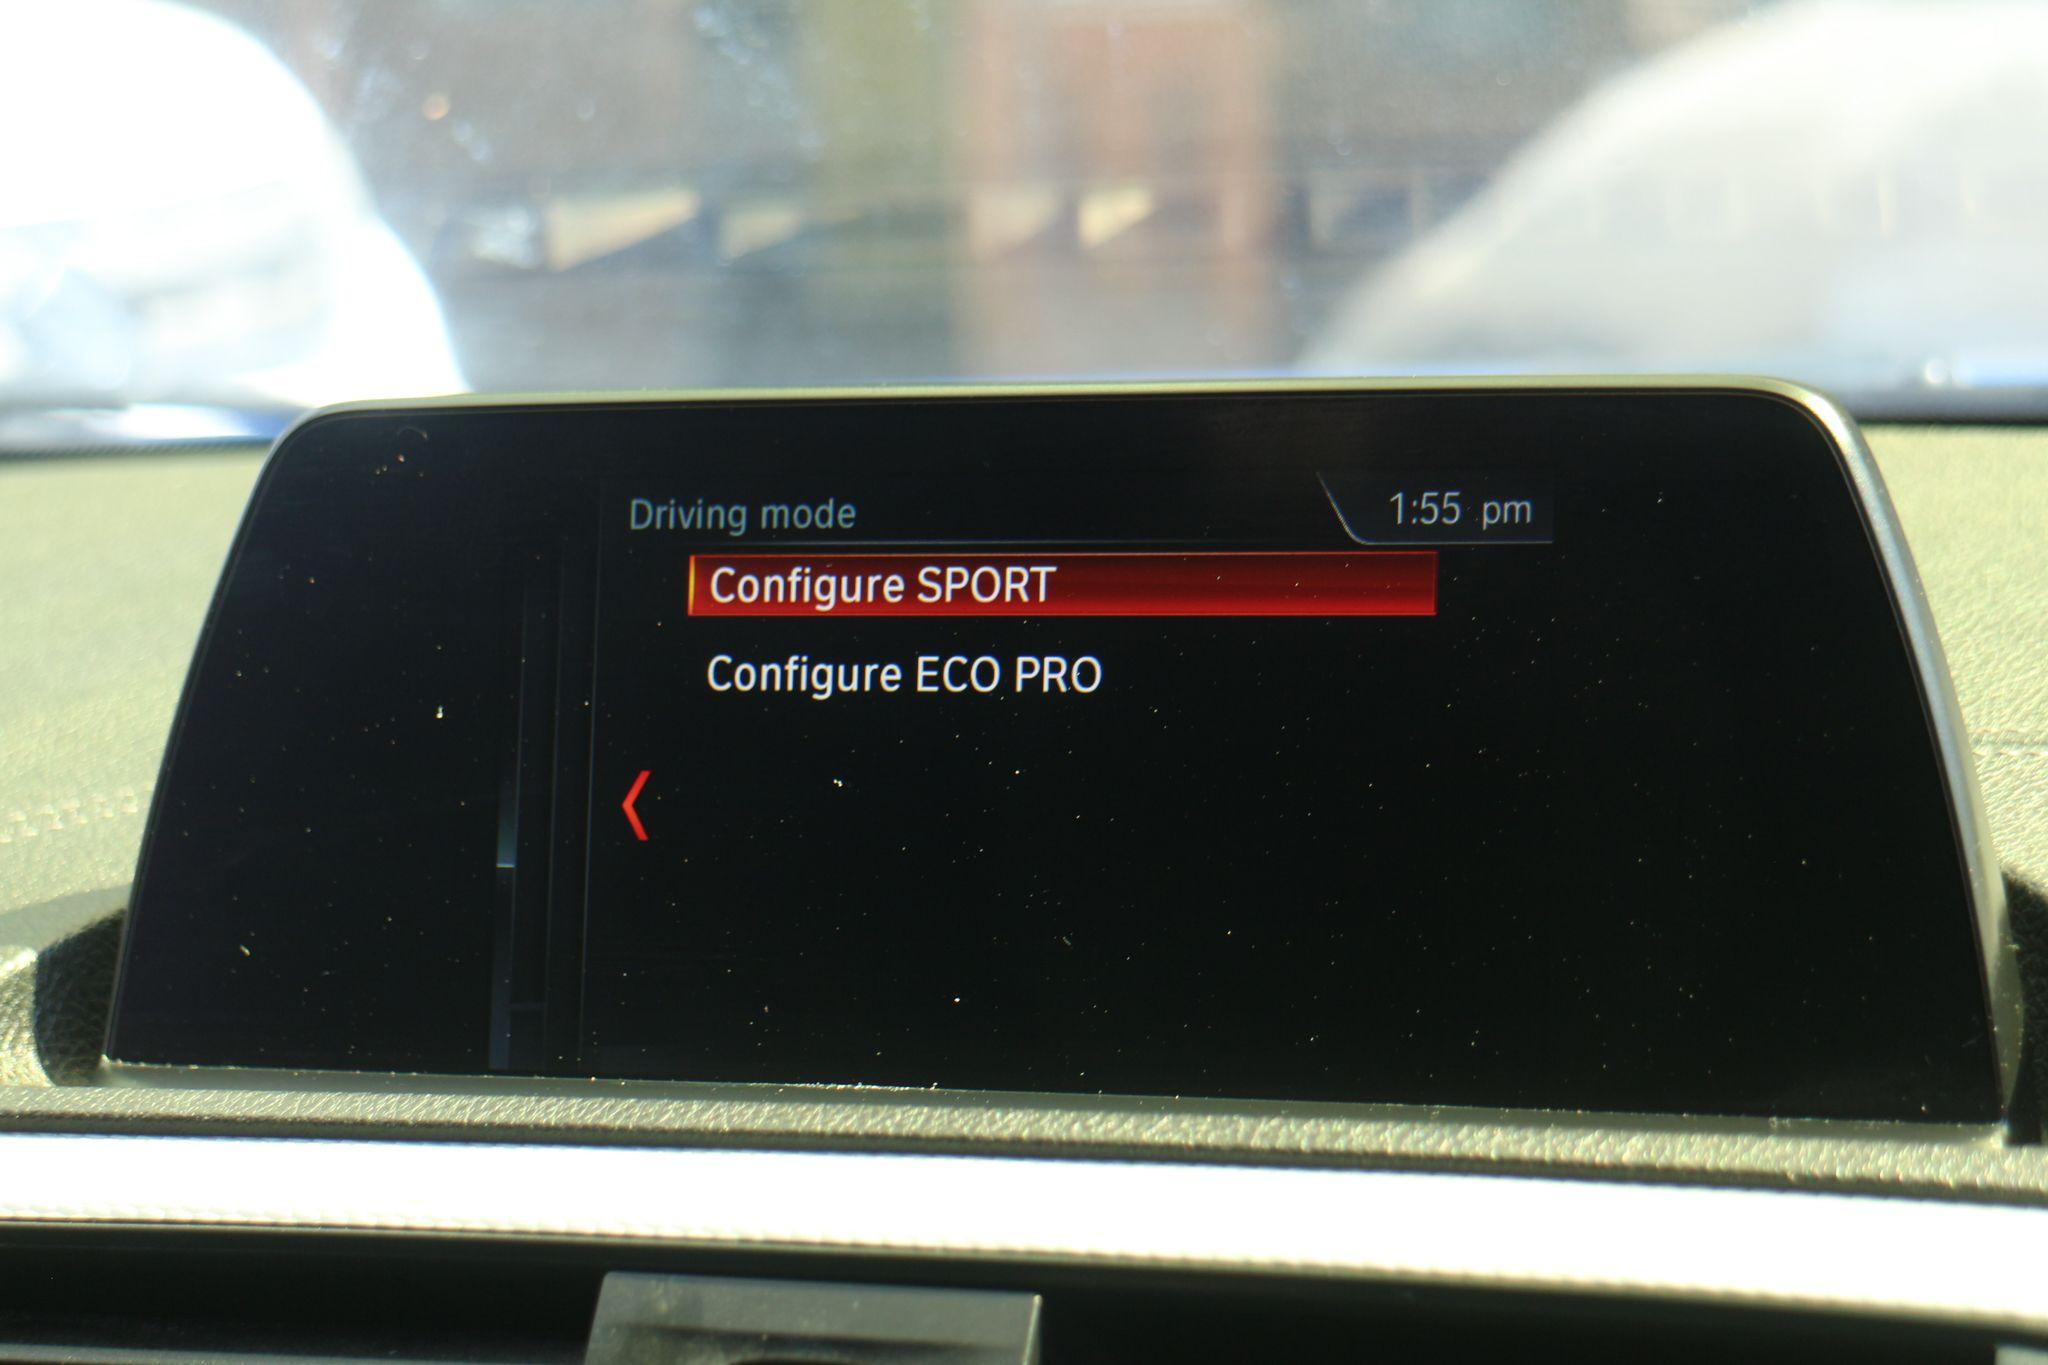 Driving mode
1:55 pm
Configure SPORT
Configure ECO PRO